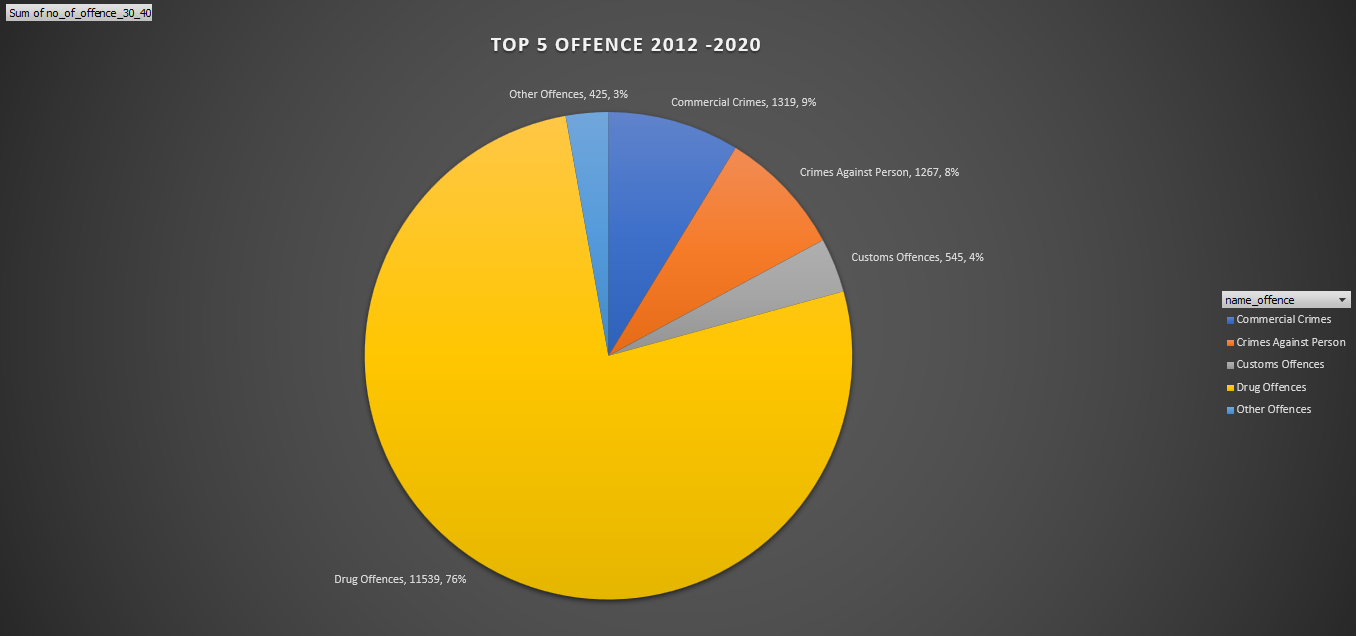 Sum of no_of_offence_30_40
TOP 5 OFFENCE 2012 -2020
Other Offences, 425, 3%
Commercial Crimes, 1319, 9%
Crimes Against Person, 1267, 8%
Customs Offences, 545, 4%
Drug Offences, 11539, 76%
name_offence
Commercial Crimes
Crimes Against Person
Customs Offences
Drug Offences
Other Offences